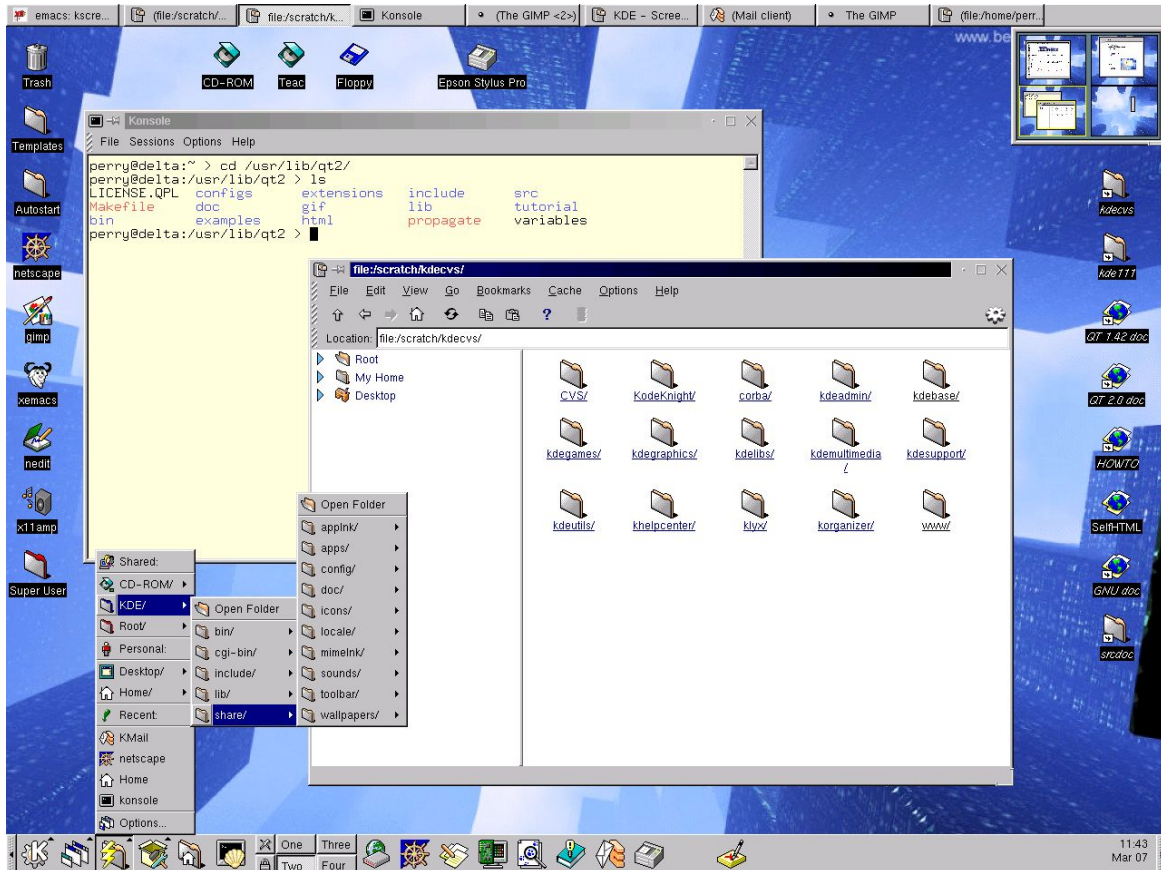 emacs: kscre...
(file:/scratch/...
file:/scratch/k...
Konsole
(The GIMP <2>)
KDE - Scree...
(Mail client)
The GIMP
(file:/home/perr...
www.be
Trash
CD-ROM
Teac
Floppy
Epson Stylus Pro
Templates
Autostart
netscape
gimp
xemacs
nedit
x11amp
Super User
Konsole
File Sessions Options Help
perry@delta:~ > cd /usr/lib/qt2/
perry@delta:/usr/lib/qt2 > ls
LICENSE.QPL configs extensions include src
Makefile doc gif lib tutorial
bin examples html propagate variables
perry@delta:/usr/lib/qt2 >
file:/scratch/kdecvs/
File Edit View Go Bookmarks Cache Options Help
Location: file:/scratch/kdecvs/
Root
My Home
Desktop
CVS/ KodeKnight/ corba/ kdeadmin/ kdebase/
kdegames/ kdegraphics/ kdelibs/ kdemultimedia/ kdesupport/
kdeutils/ khelpcenter/ klyx/ korganizer/ www/
kdecvs
kde111
QT 1.42 doc
QT 2.0 doc
HOWTO
SelfHTML
GNU doc
srcdoc
Shared:
CD-ROM/
KDE/
Root/
Personal:
Desktop/
Home/
Recent:
KMail
netscape
Home
konsole
Options...
Open Folder
bin/
cgi-bin/
include/
lib/
share/
Open Folder
applnk/
apps/
config/
doc/
icons/
locale/
mimelnk/
sounds/
toolbar/
wallpapers/
One Three
Two Four
11:43
Mar 07